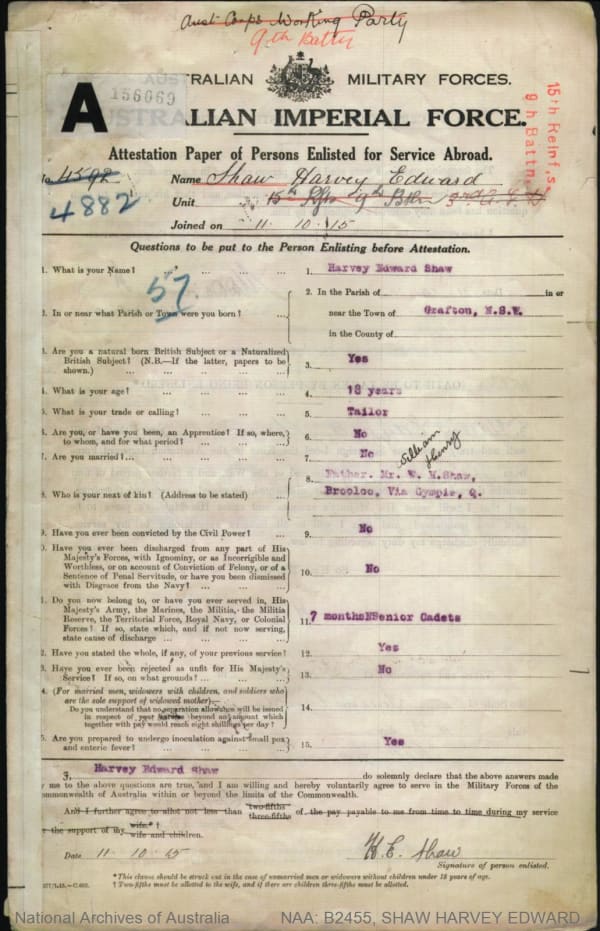 Aust Corps Working Party
9th Batty
A
156069
AUSTRALIAN MILITARY FORCES.
AUSTRALIAN IMPERIAL FORCE.
15th Reinf,s
9 h Battn,
Attestation Paper of Persons Enlisted for Service Abroad.
No 4592 Name Shaw Harvey Edward
4882
Unit 15th Rfts 9th Bn
Joined on 11. 10. 15
Questions to be put to the Person Enlisting before Attestation.
1. What is your Name? ... ... ... 1. Harvey Edward Shaw
57
2. In the Parish of in or
2. In or near what Parish or Town were you born? ... near the Town of Grafton, N.S.W.
in the County of
3. Are you a natural born British Subject or a Naturalized
British Subject? (N.B.—If the latter, papers to be
shown.) ... ... ... ... 3. Yes
4. What is your age? ... ... ... 4. 18 years
5. What is your trade or calling? ... ... 5. Tailor
6. Are you, or have you been, an Apprentice? If so, where,
to whom, and for what period? ... ... 6. No
7. Are you married?... ... ... ... 7. No
William
Henry
Father. Mr. W. H. Shaw,
8. Who is your next of kin? (Address to be stated) ... 8. Brooloo, Via Gympie, Q.
9. Have you ever been convicted by the Civil Power? ... 9. No
10. Have you ever been discharged from any part of His
Majesty's Forces, with Ignominy, or as Incorrigible and
Worthless, or on account of Conviction of Felony, or of a
Sentence of Penal Servitude, or have you been dismissed
with Disgrace from the Navy? ... ... 10. No
11. Do you now belong to, or have you ever served in, His
Majesty's Army, the Marines, the Militia, the Militia
Reserve, the Territorial Force, Royal Navy, or Colonial
Forces? If so, state which, and if not now serving,
state cause of discharge ... ... ... 11. 7 months Senior Cadets
12. Have you stated the whole, if any, of your previous service? 12. Yes
13. Have you ever been rejected as unfit for His Majesty's
Service? If so, on what grounds? ... ... 13. No
14. (For married men, widowers with children, and soldiers who
are the sole support of widowed mother)—
Do you understand that no separation allowance will be issued
in respect of your service beyond an amount which
together with pay would reach eight shillings per day? ... 14.
15. Are you prepared to undergo inoculation against small pox
and enteric fever? ... ... ... 15. Yes
I, Harvey Edward Shaw do solemnly declare that the above answers made
by me to the above questions are true, and I am willing and hereby voluntarily agree to serve in the Military Forces of the
Commonwealth of Australia within or beyond the limits of the Commonwealth.
And I further agree to allot not less than two-fifths three-fifths of the pay payable to me from time to time during my service
for the support of my wife* wife and children.†
Date 11. 10. 15 H. E. Shaw
Signature of person enlisted.
* This clause should be struck out in the case of unmarried men or widowers without children under 18 years of age.
† Two-fifths must be allotted to the wife, and if there are children three-fifths must be allotted.
National Archives of Australia NAA: B2455, SHAW HARVEY EDWARD